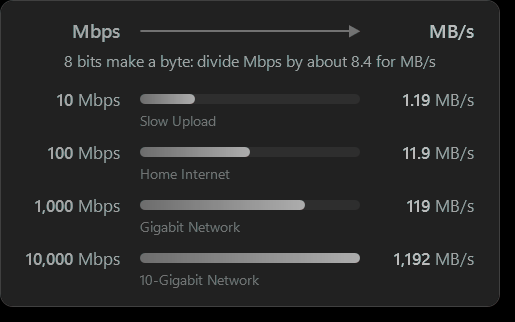 Mbps MB/s
8 bits make a byte: divide Mbps by about 8.4 for MB/s
10 Mbps 1.19 MB/s
Slow Upload
100 Mbps 11.9 MB/s
Home Internet
1,000 Mbps 119 MB/s
Gigabit Network
10,000 Mbps 1,192 MB/s
10-Gigabit Network